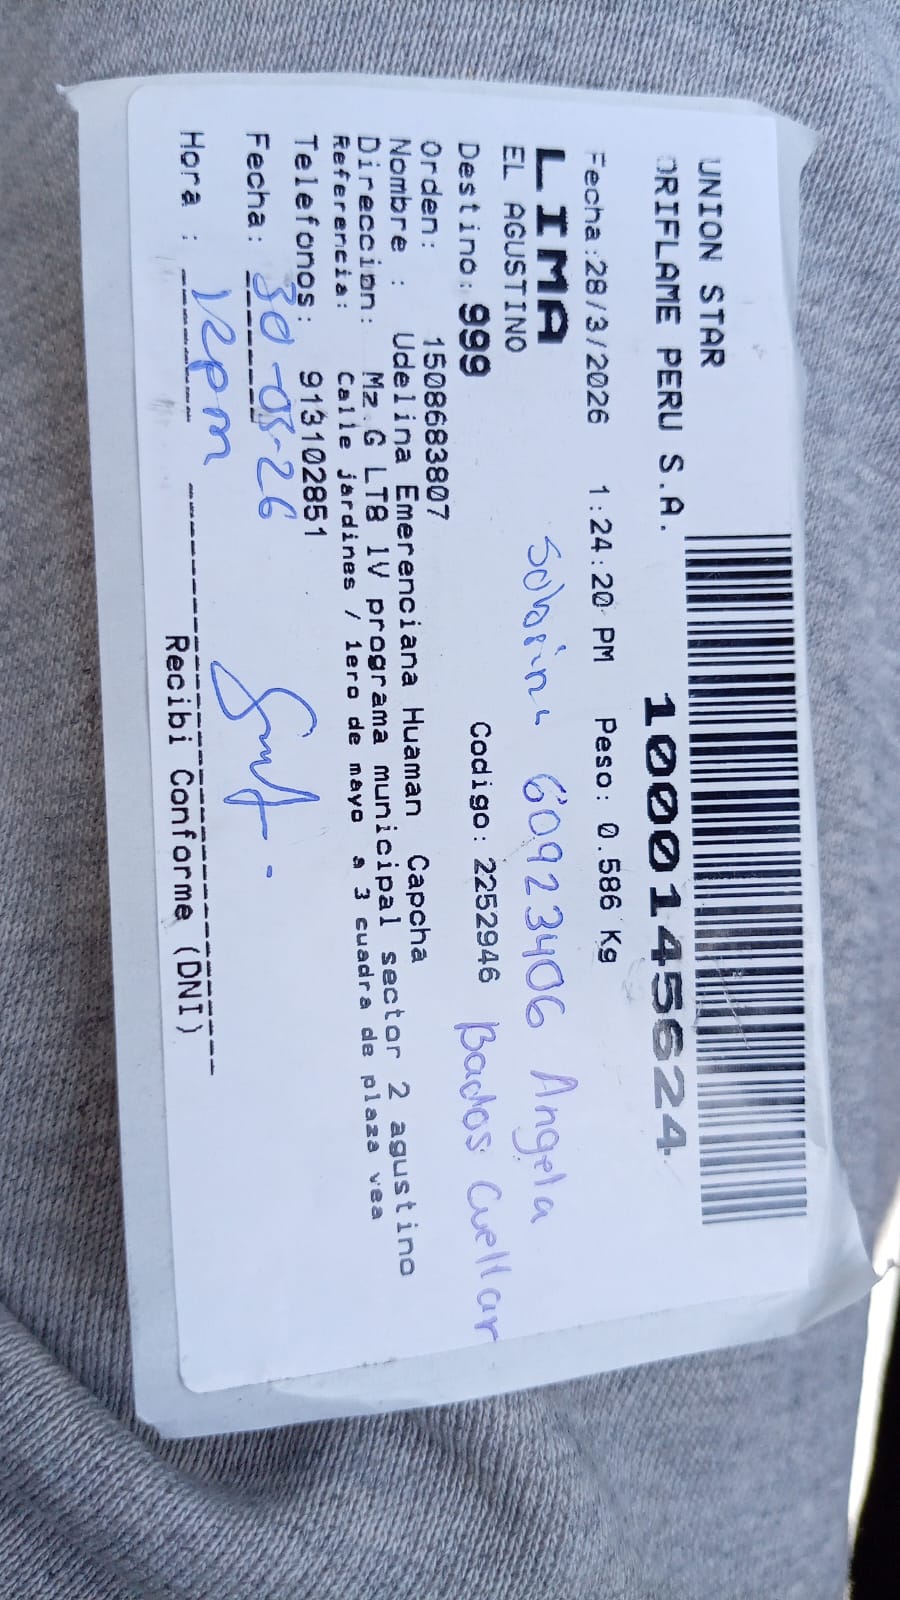 UNION STAR
ORIFLAME PERU S.A.
100014562​4
Fecha:28/3/2026 1:24:20 PM Peso: 0.586 Kg
LIMA
EL AGUSTINO
60923406 Angela
Destino: 999 Codigo: 2252946 Bados Cuellar
Orden: 1508683807
Nombre : Udelina Emerenciana Huaman Capcha
Dirección: Mz G LT8 1V programa municipal sector 2 agustino
Referencia: Calle jardines / 1ero de mayo a 3 cuadra de plaza vea
Telefonos: 913102851
Fecha: 30-03-26
Hora : 12pm
Recibi Conforme (DNI)